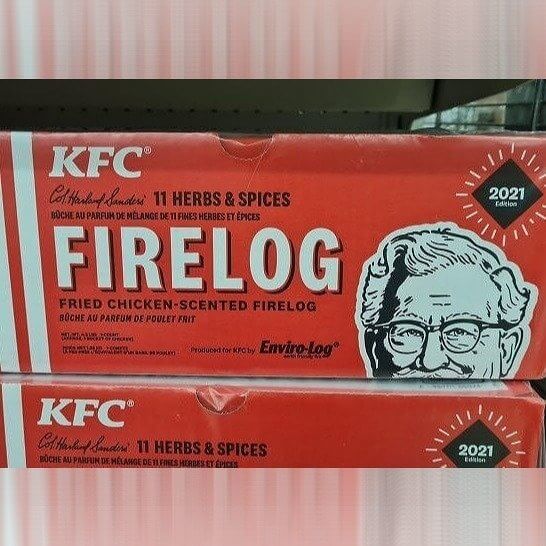 KFC®
Col. Harland Sanders' 11 HERBS & SPICES
BÛCHE AU PARFUM DE MÉLANGE DE 11 FINES HERBES ET ÉPICES
FIRELOG
FRIED CHICKEN-SCENTED FIRELOG
BÛCHE AU PARFUM DE POULET FRIT
Produced for KFC by Enviro-Log®
2021
Edition
KFC®
Col. Harland Sanders' 11 HERBS & SPICES
BÛCHE AU PARFUM DE MÉLANGE DE 11 FINES HERBES ET ÉPICES
2021
Edition